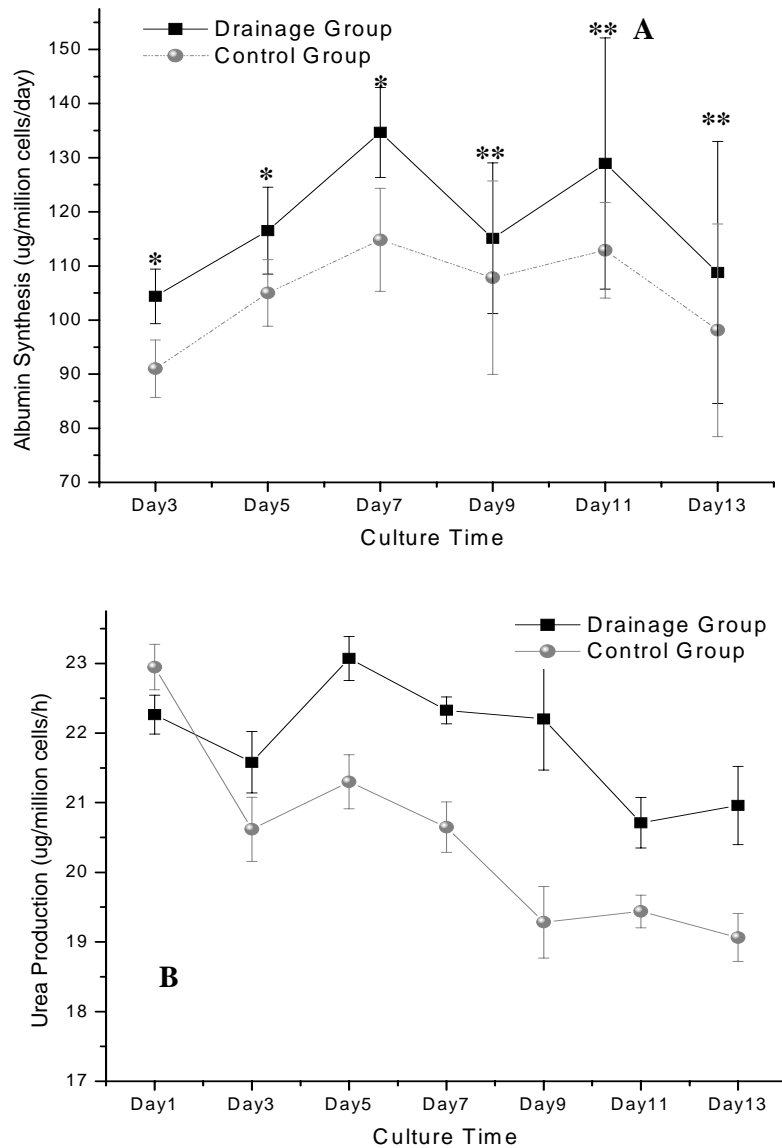 Drainage Group
A
**
Control Group
150
*
140
**
*
130
**
*
120
*
110
100
90
80
70
Albumin Synthesis (ug/million cells/day)
Day3 Day5 Day7 Day9 Day11 Day13
Culture Time
Drainage Group
Control Group
23
22
21
20
19
B
18
17
Urea Production (ug/million cells/h)
Day1 Day3 Day5 Day7 Day9 Day11 Day13
Culture Time